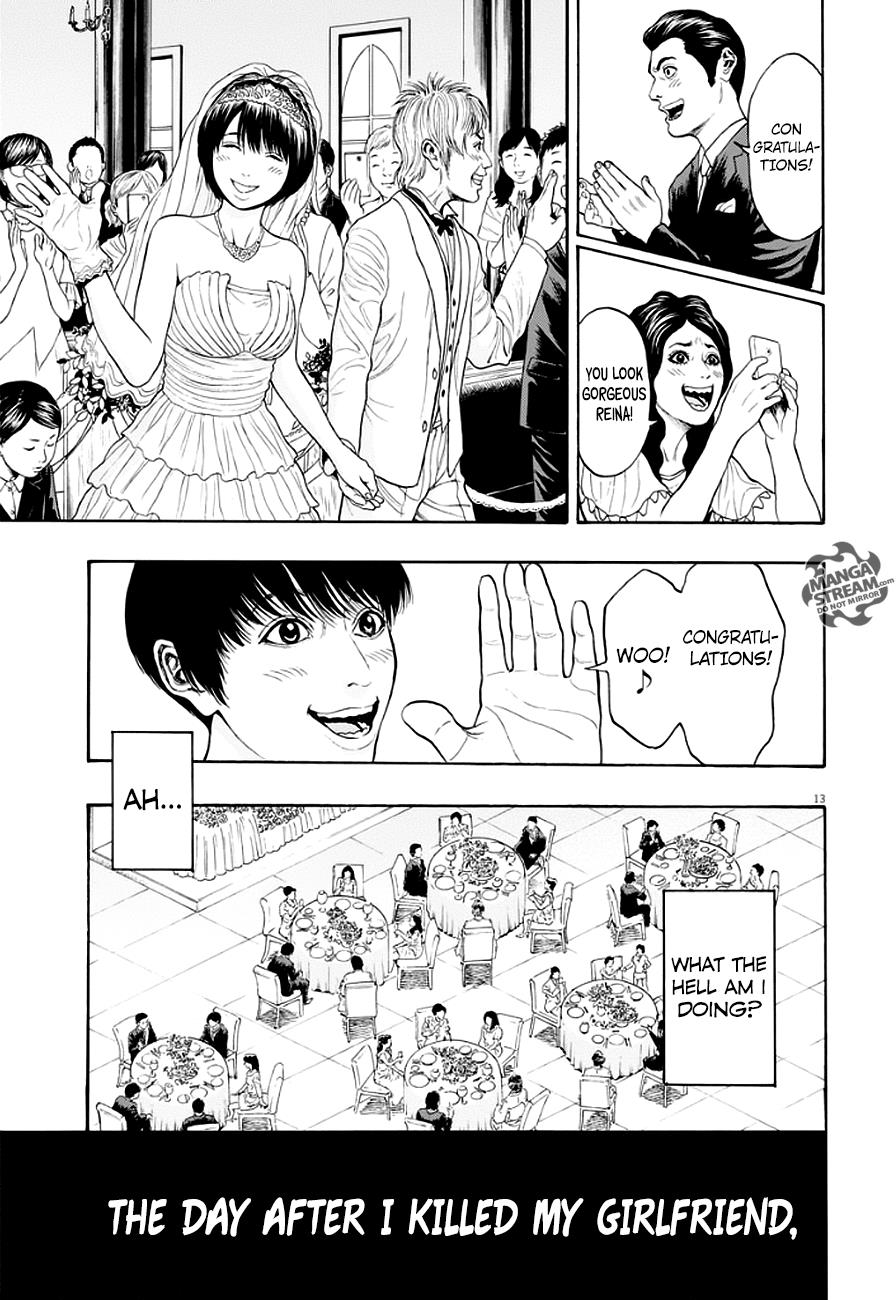 CON
GRATULA-
TIONS!
YOU LOOK
GORGEOUS
REINA!
MANGA
STREAM.com
DO NOT MIRROR
CONGRATU-
LATIONS!
WOO!
♪
13
AH...
WHAT THE
HELL AM I
DOING?
THE DAY AFTER I KILLED MY GIRLFRIEND,